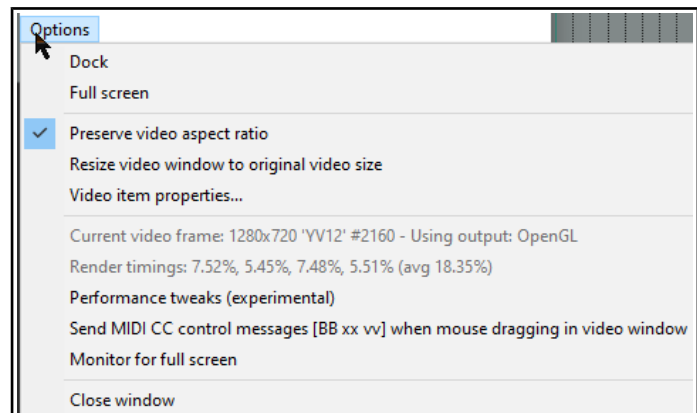 Options
Dock
Full screen
Preserve video aspect ratio
Resize video window to original video size
Video item properties...
Current video frame: 1280x720 'YV12' #2160 - Using output: OpenGL
Render timings: 7.52%, 5.45%, 7.48%, 5.51% (avg 18.35%)
Performance tweaks (experimental)
Send MIDI CC control messages [BB xx vv] when mouse dragging in video window
Monitor for full screen
Close window